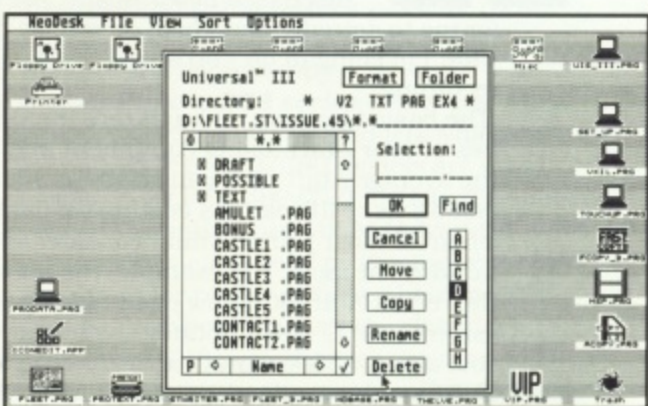 NeoDesk File View Sort Options
Floppy Drive Floppy Drive
Misc UIS_III.PRG
Printer
Universal™ III Format Folder
Directory: * V2 TXT PAG EX4 *
D:\FLEET.ST\ISSUE.45\*.*
*.* ?
Selection:
DRAFT
POSSIBLE
TEXT
AMULET .PAG
BONUS .PAG
CASTLE1 .PAG
CASTLE2 .PAG
CASTLE3 .PAG
CASTLE4 .PAG
CASTLE5 .PAG
CONTACT1.PAG
CONTACT2.PAG
P Name
OK Find
Cancel
Move
Copy
Rename
Delete
A
B
C
D
E
F
G
H
SET_UP.PRG
TOUCHUP.PRG
FCOPY_3.PRG
PRODATA.PRG
ICONEDIT.APP
VIP
FLEET.PRG PROTEXT.PRG STWRITER.PRG FLEET_3.PRG VIP.PRG Trash